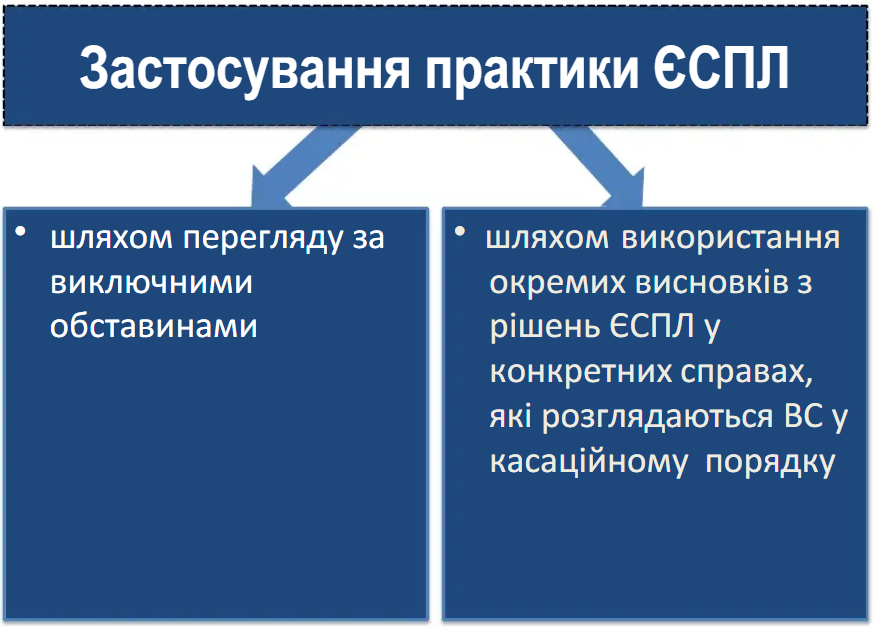 Застосування практики ЄСПЛ
• шляхом перегляду за
виключними
обставинами
• шляхом використання
окремих висновків з
рішень ЄСПЛ у
конкретних справах,
які розглядаються ВС у
касаційному порядку